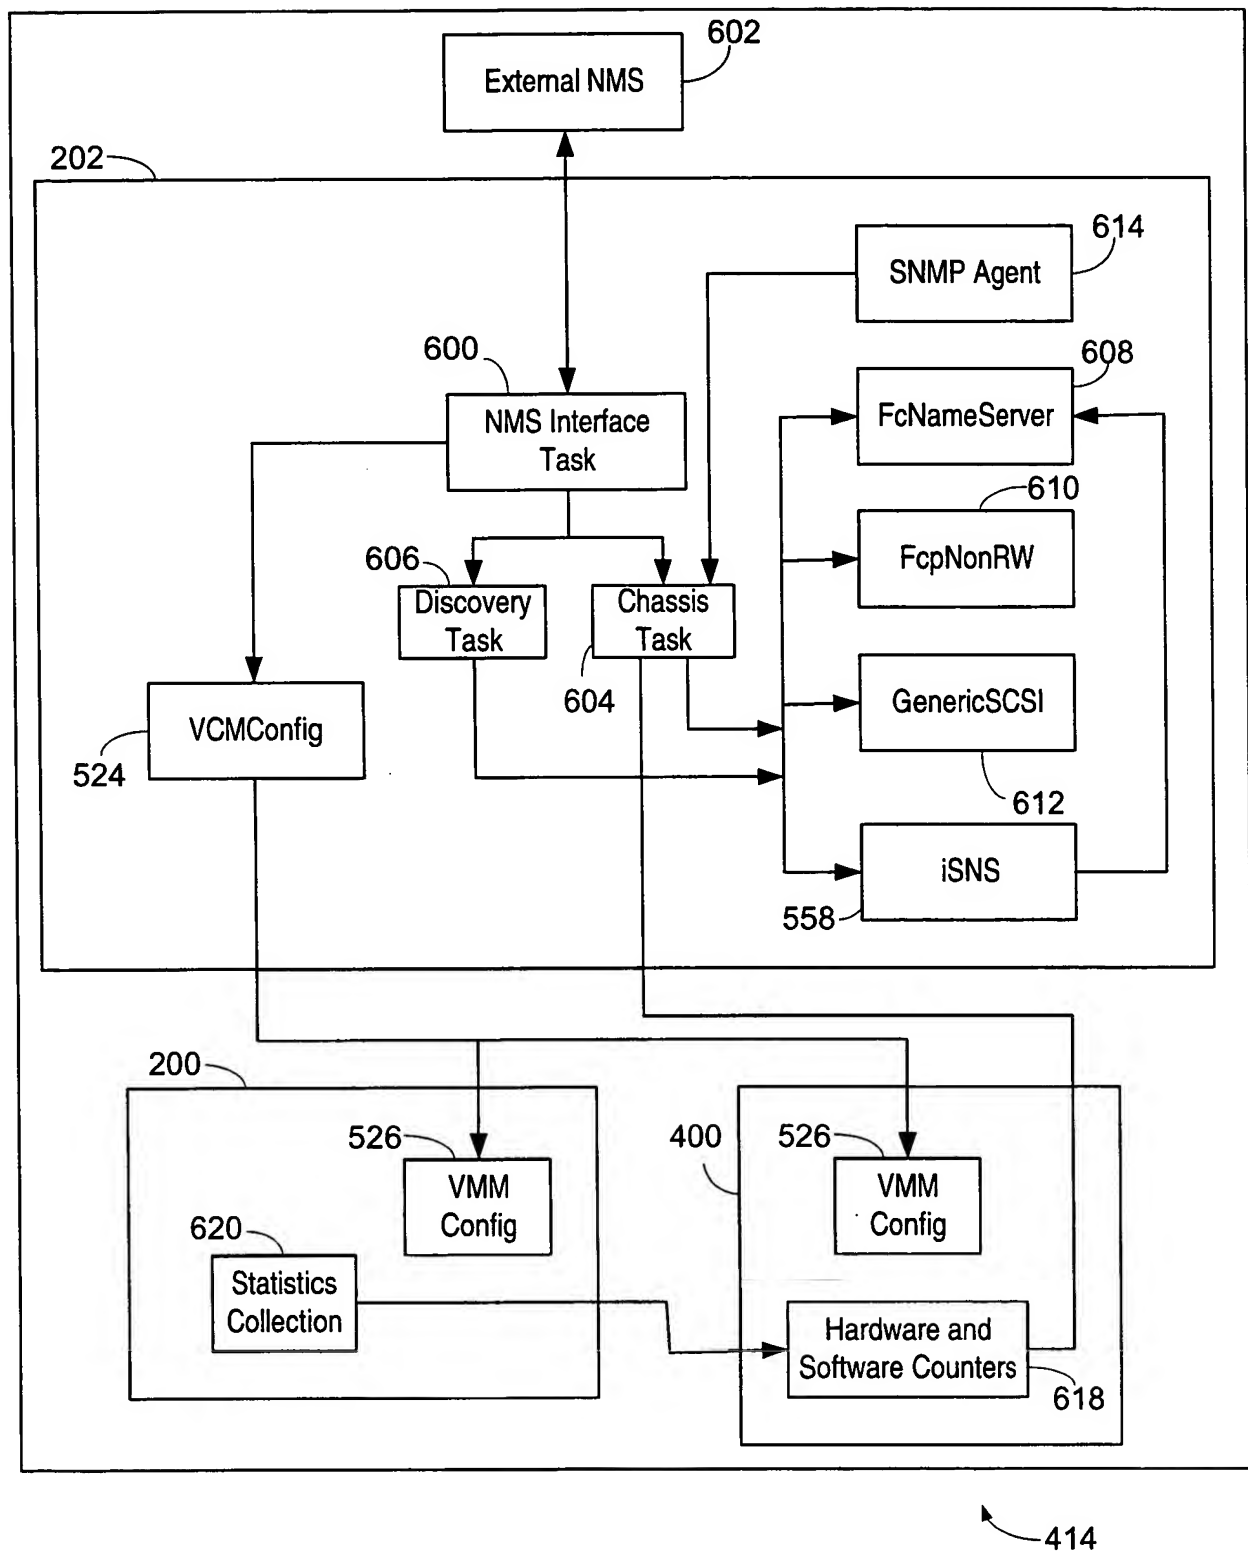 602
External NMS
202
614
SNMP Agent
600
608
NMS Interface
Task
FcNameServer
610
606
FcpNonRW
Discovery
Task
Chassis
Task
604
GenericSCSI
VCMConfig
524
612
iSNS
558
200
526
400
526
VMM
Config
VMM
Config
620
Statistics
Collection
Hardware and
Software Counters
618
414